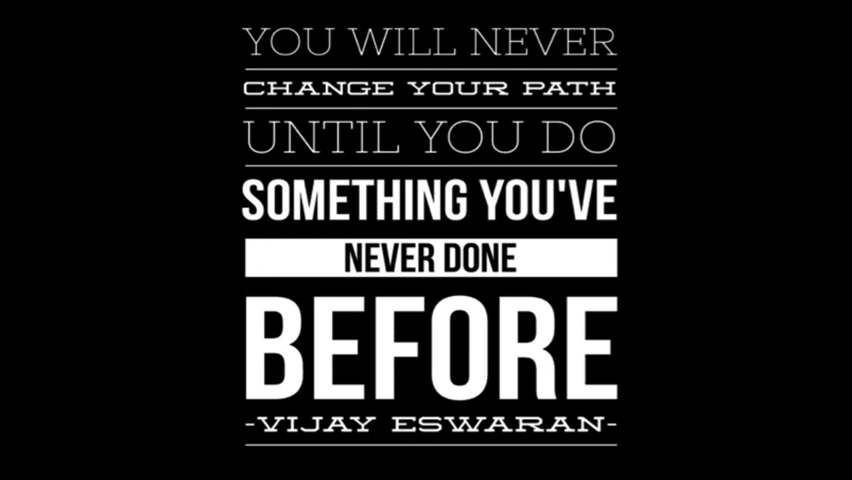 YOU WILL NEVER
CHANGE YOUR PATH
UNTIL YOU DO
SOMETHING YOU'VE
NEVER DONE
BEFORE
-VIJAY ESWARAN-